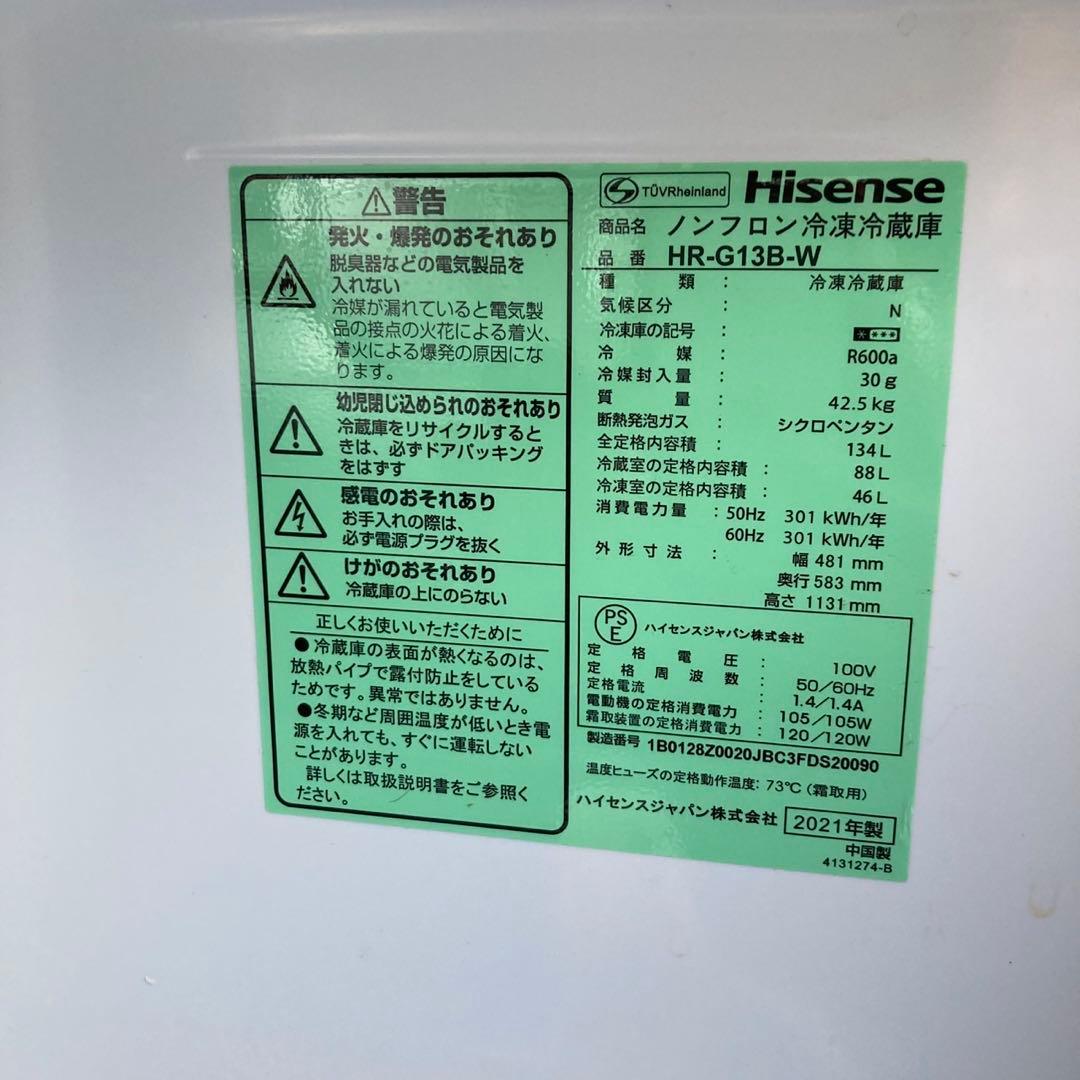 ⚠警告
発火・爆発のおそれあり
脱臭器などの電気製品を
入れない
冷媒が漏れていると電気製
品の接点の火花による着火、
着火による爆発の原因にな
ります。
幼児閉じ込められのおそれあり
冷蔵庫をリサイクルすると
きは、必ずドアパッキング
をはずす
感電のおそれあり
お手入れの際は、
必ず電源プラグを抜く
けがのおそれあり
冷蔵庫の上にのらない
正しくお使いいただくために
●冷蔵庫の表面が熱くなるのは、
放熱パイプで露付防止をしている
ためです。異常ではありません。
●冬期など周囲温度が低いとき電
源を入れても、すぐに運転しない
ことがあります。
詳しくは取扱説明書をご参照く
ださい。
TÜVRheinland Hisense
商品名 ノンフロン冷凍冷蔵庫
品番 HR-G13B-W
種類 : 冷凍冷蔵庫
気候区分 : N
冷凍庫の記号 : * ***
冷媒 : R600a
冷媒封入量 : 30g
質量 : 42.5kg
断熱発泡ガス : シクロペンタン
全定格内容積 : 134L
冷蔵室の定格内容積 : 88L
冷凍室の定格内容積 : 46L
消費電力量 : 50Hz 301 kWh/年
60Hz 301 kWh/年
外形寸法 : 幅 481 mm
奥行 583 mm
高さ 1131 mm
PSE ハイセンスジャパン株式会社
定格電圧 : 100V
定格周波数 : 50/60Hz
定格電流 : 1.4/1.4A
電動機の定格消費電力 : 105/105W
霜取装置の定格消費電力 : 120/120W
製造番号 1B0128Z0020JBC3FDS20090
温度ヒューズの定格動作温度: 73℃(霜取用)
ハイセンスジャパン株式会社 2021年製
中国製
4131274-B